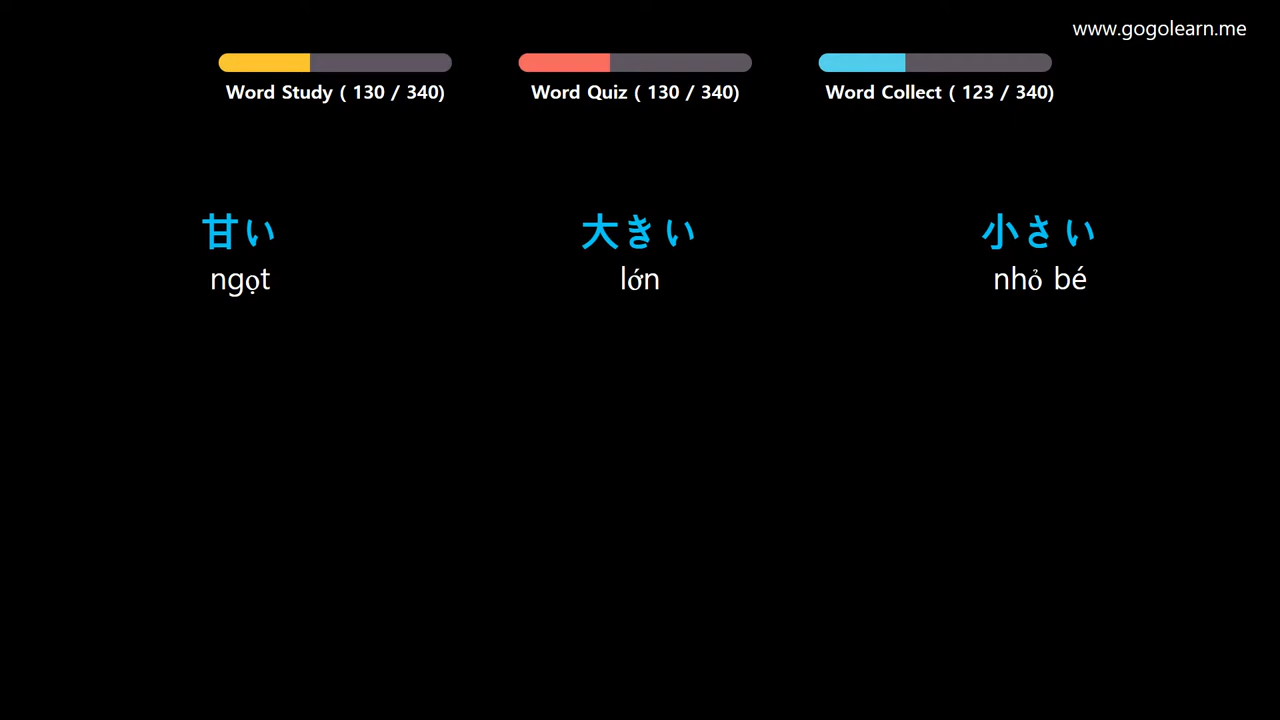 www.gogolearn.me
Word Study ( 130 / 340)
Word Quiz ( 130 / 340)
Word Collect ( 123 / 340)
甘い
ngọt
大きい
lớn
小さい
nhỏ bé